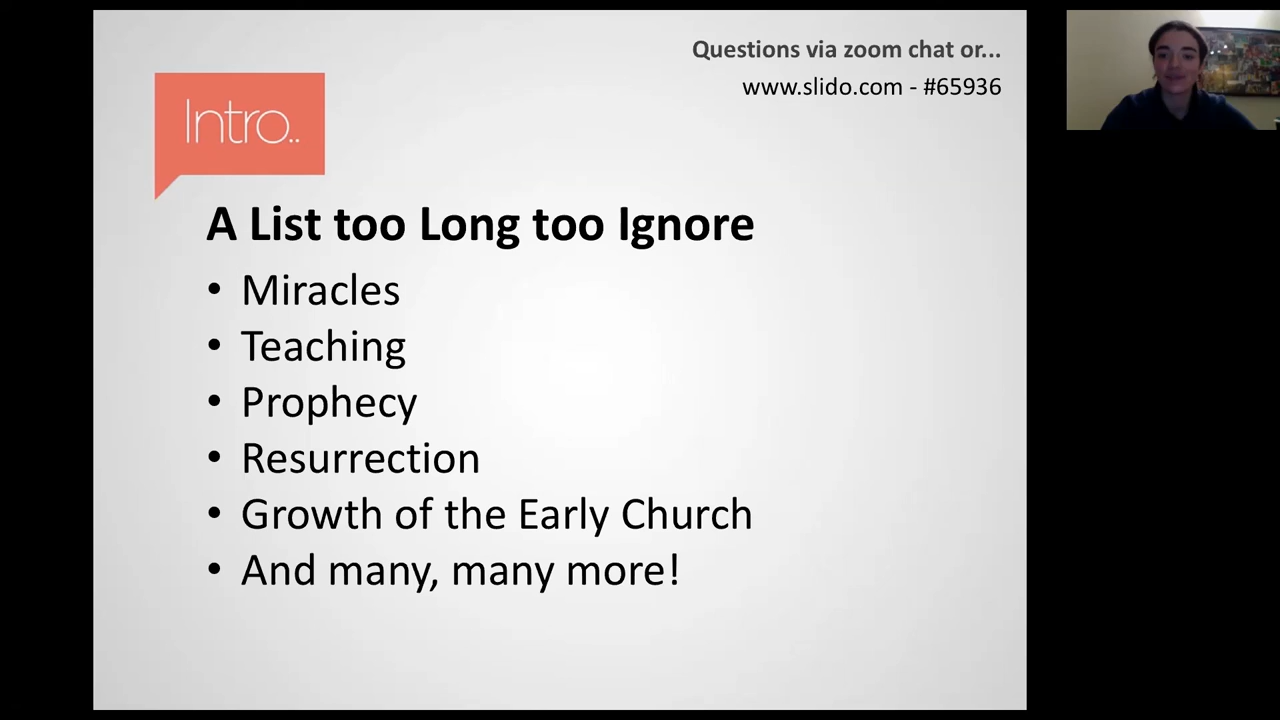 Questions via zoom chat or...
www.slido.com - #65936
Intro..
A List too Long too Ignore
• Miracles
• Teaching
• Prophecy
• Resurrection
• Growth of the Early Church
• And many, many more!